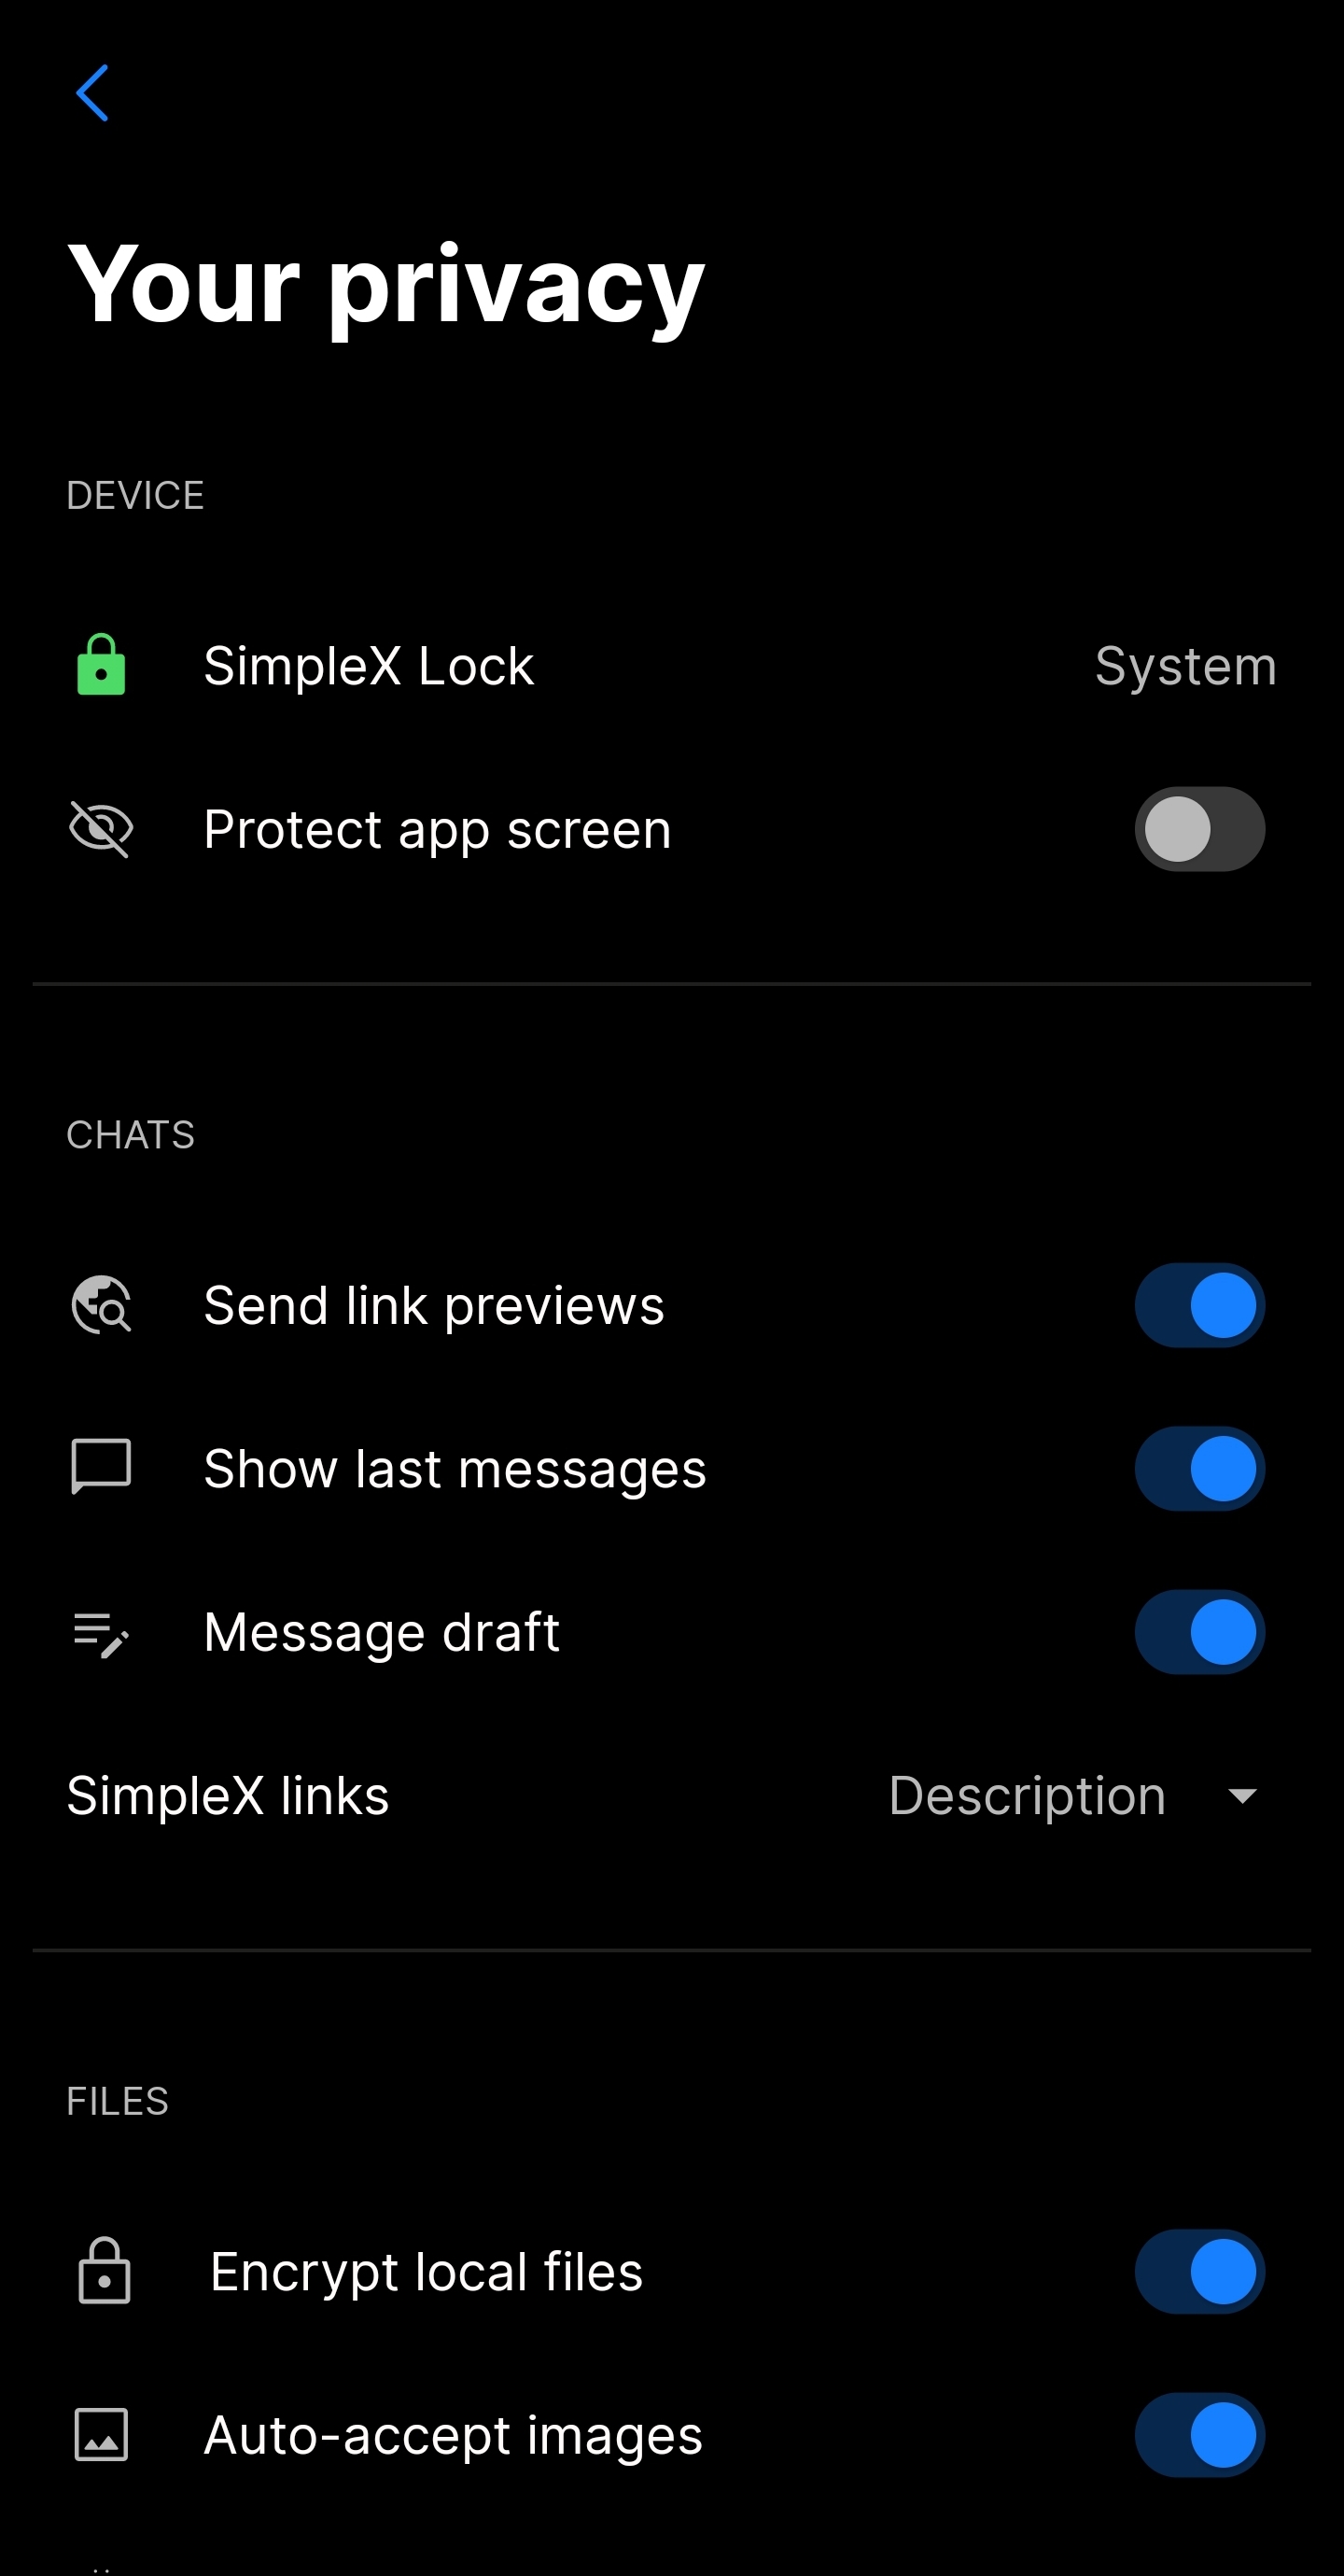 Your privacy
DEVICE
SimpleX Lock System
Protect app screen
CHATS
Send link previews
Show last messages
Message draft
SimpleX links Description
FILES
Encrypt local files
Auto-accept images